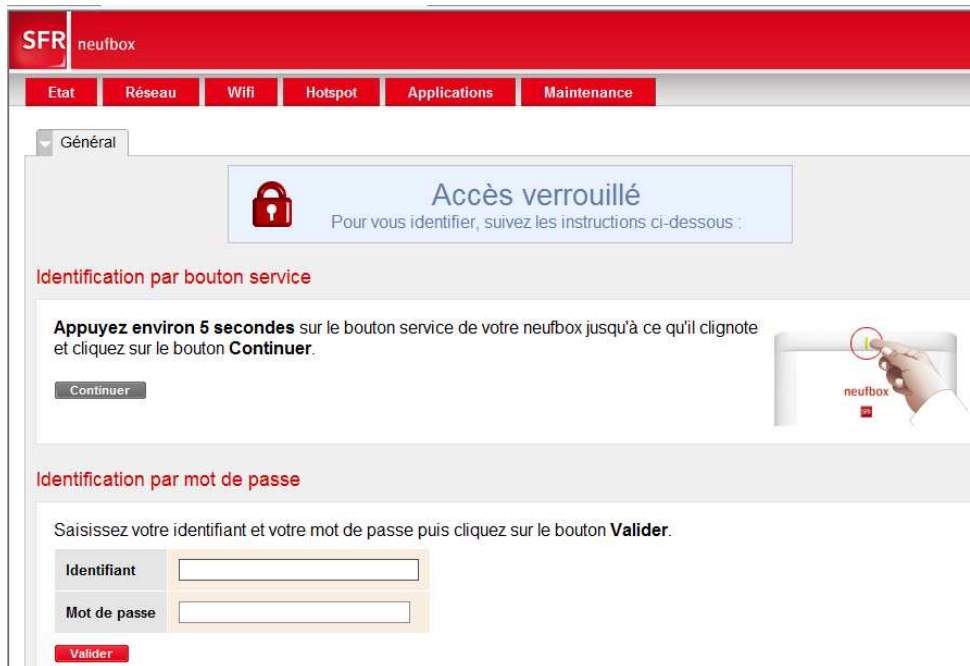 SFR neufbox
Etat Réseau Wifi Hotspot Applications Maintenance
Général
Accès verrouillé
Pour vous identifier, suivez les instructions ci-dessous :
Identification par bouton service
Appuyez environ 5 secondes sur le bouton service de votre neufbox jusqu'à ce qu'il clignote
et cliquez sur le bouton Continuer.
Continuer
neufbox
SFR
Identification par mot de passe
Saisissez votre identifiant et votre mot de passe puis cliquez sur le bouton Valider.
Identifiant
Mot de passe
Valider